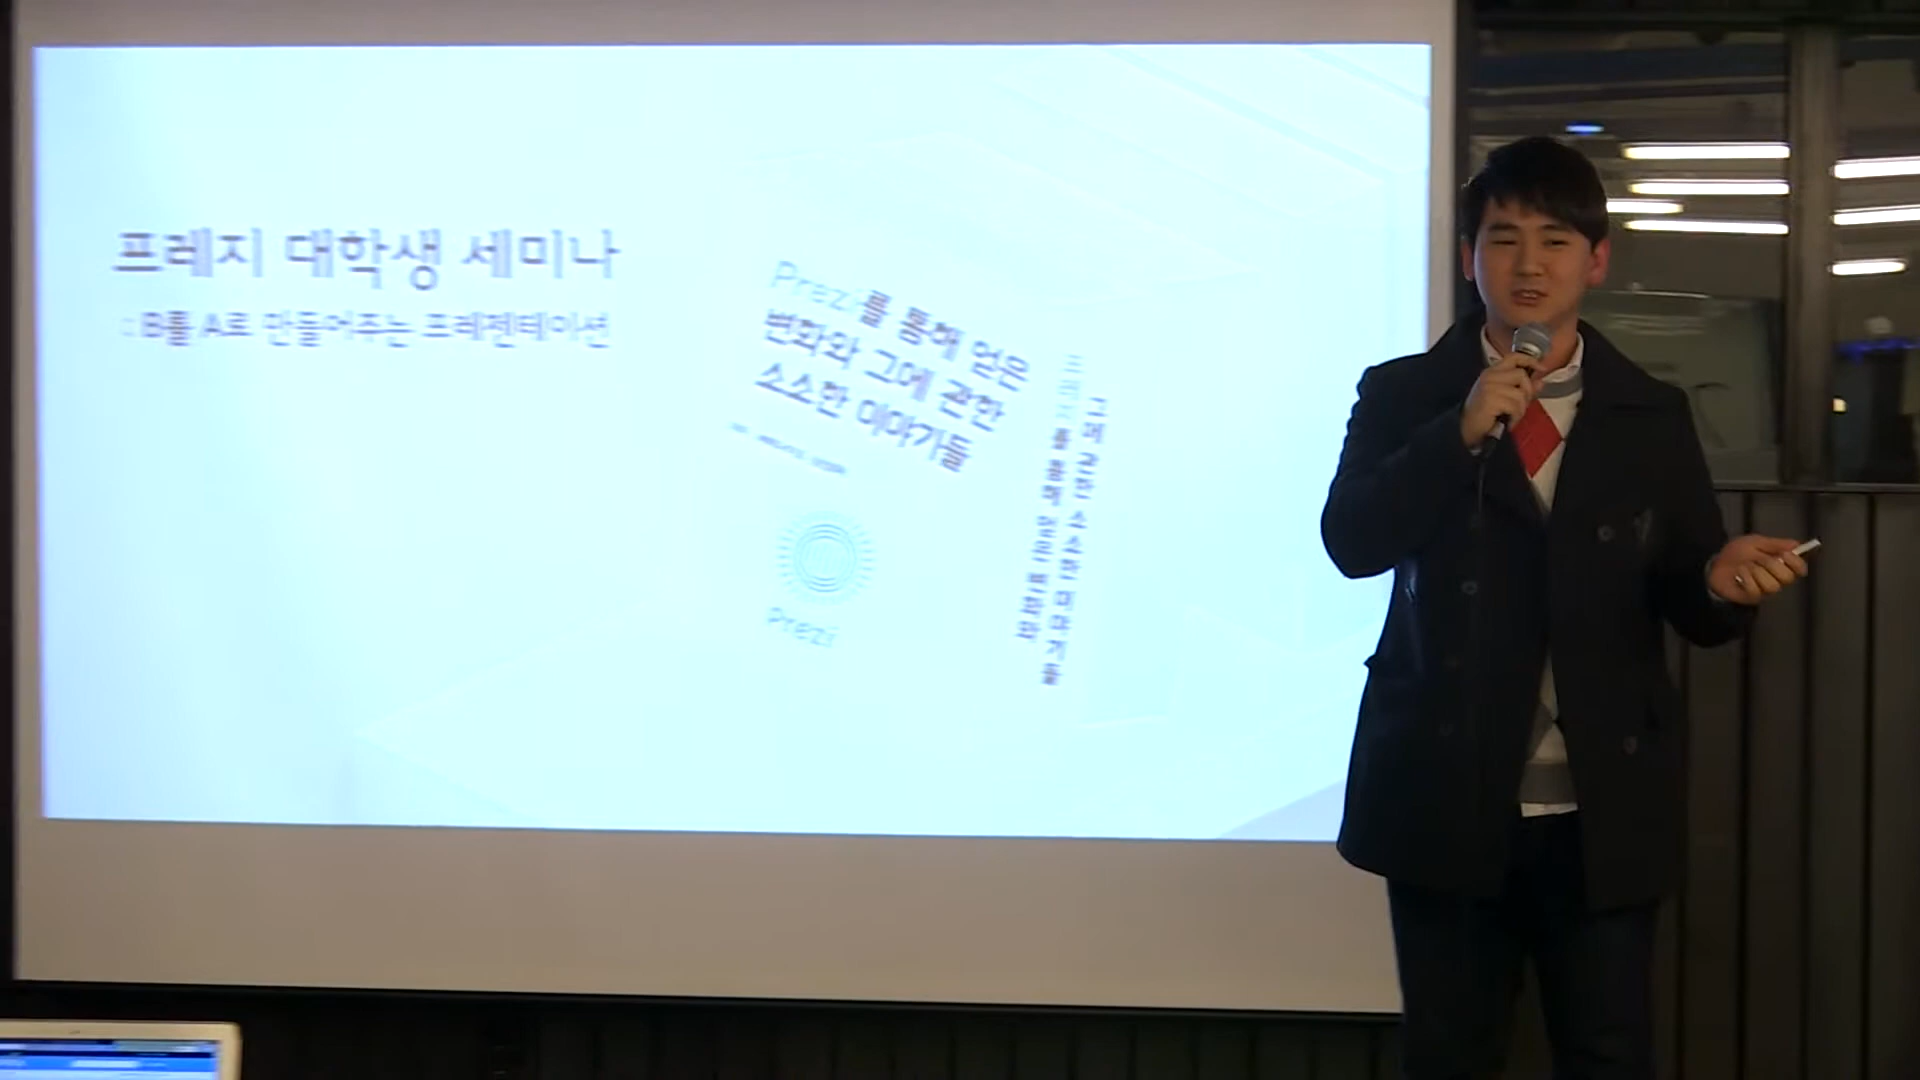 프레지 대학생 세미나
: B를 A로 만들어주는 프레젠테이션
Prezi를 통해 얻은
변화와 그에 관한
소소한 이야기들
Prezi
프레지를 통해 얻은 변화와
그에 관한 소소한 이야기들